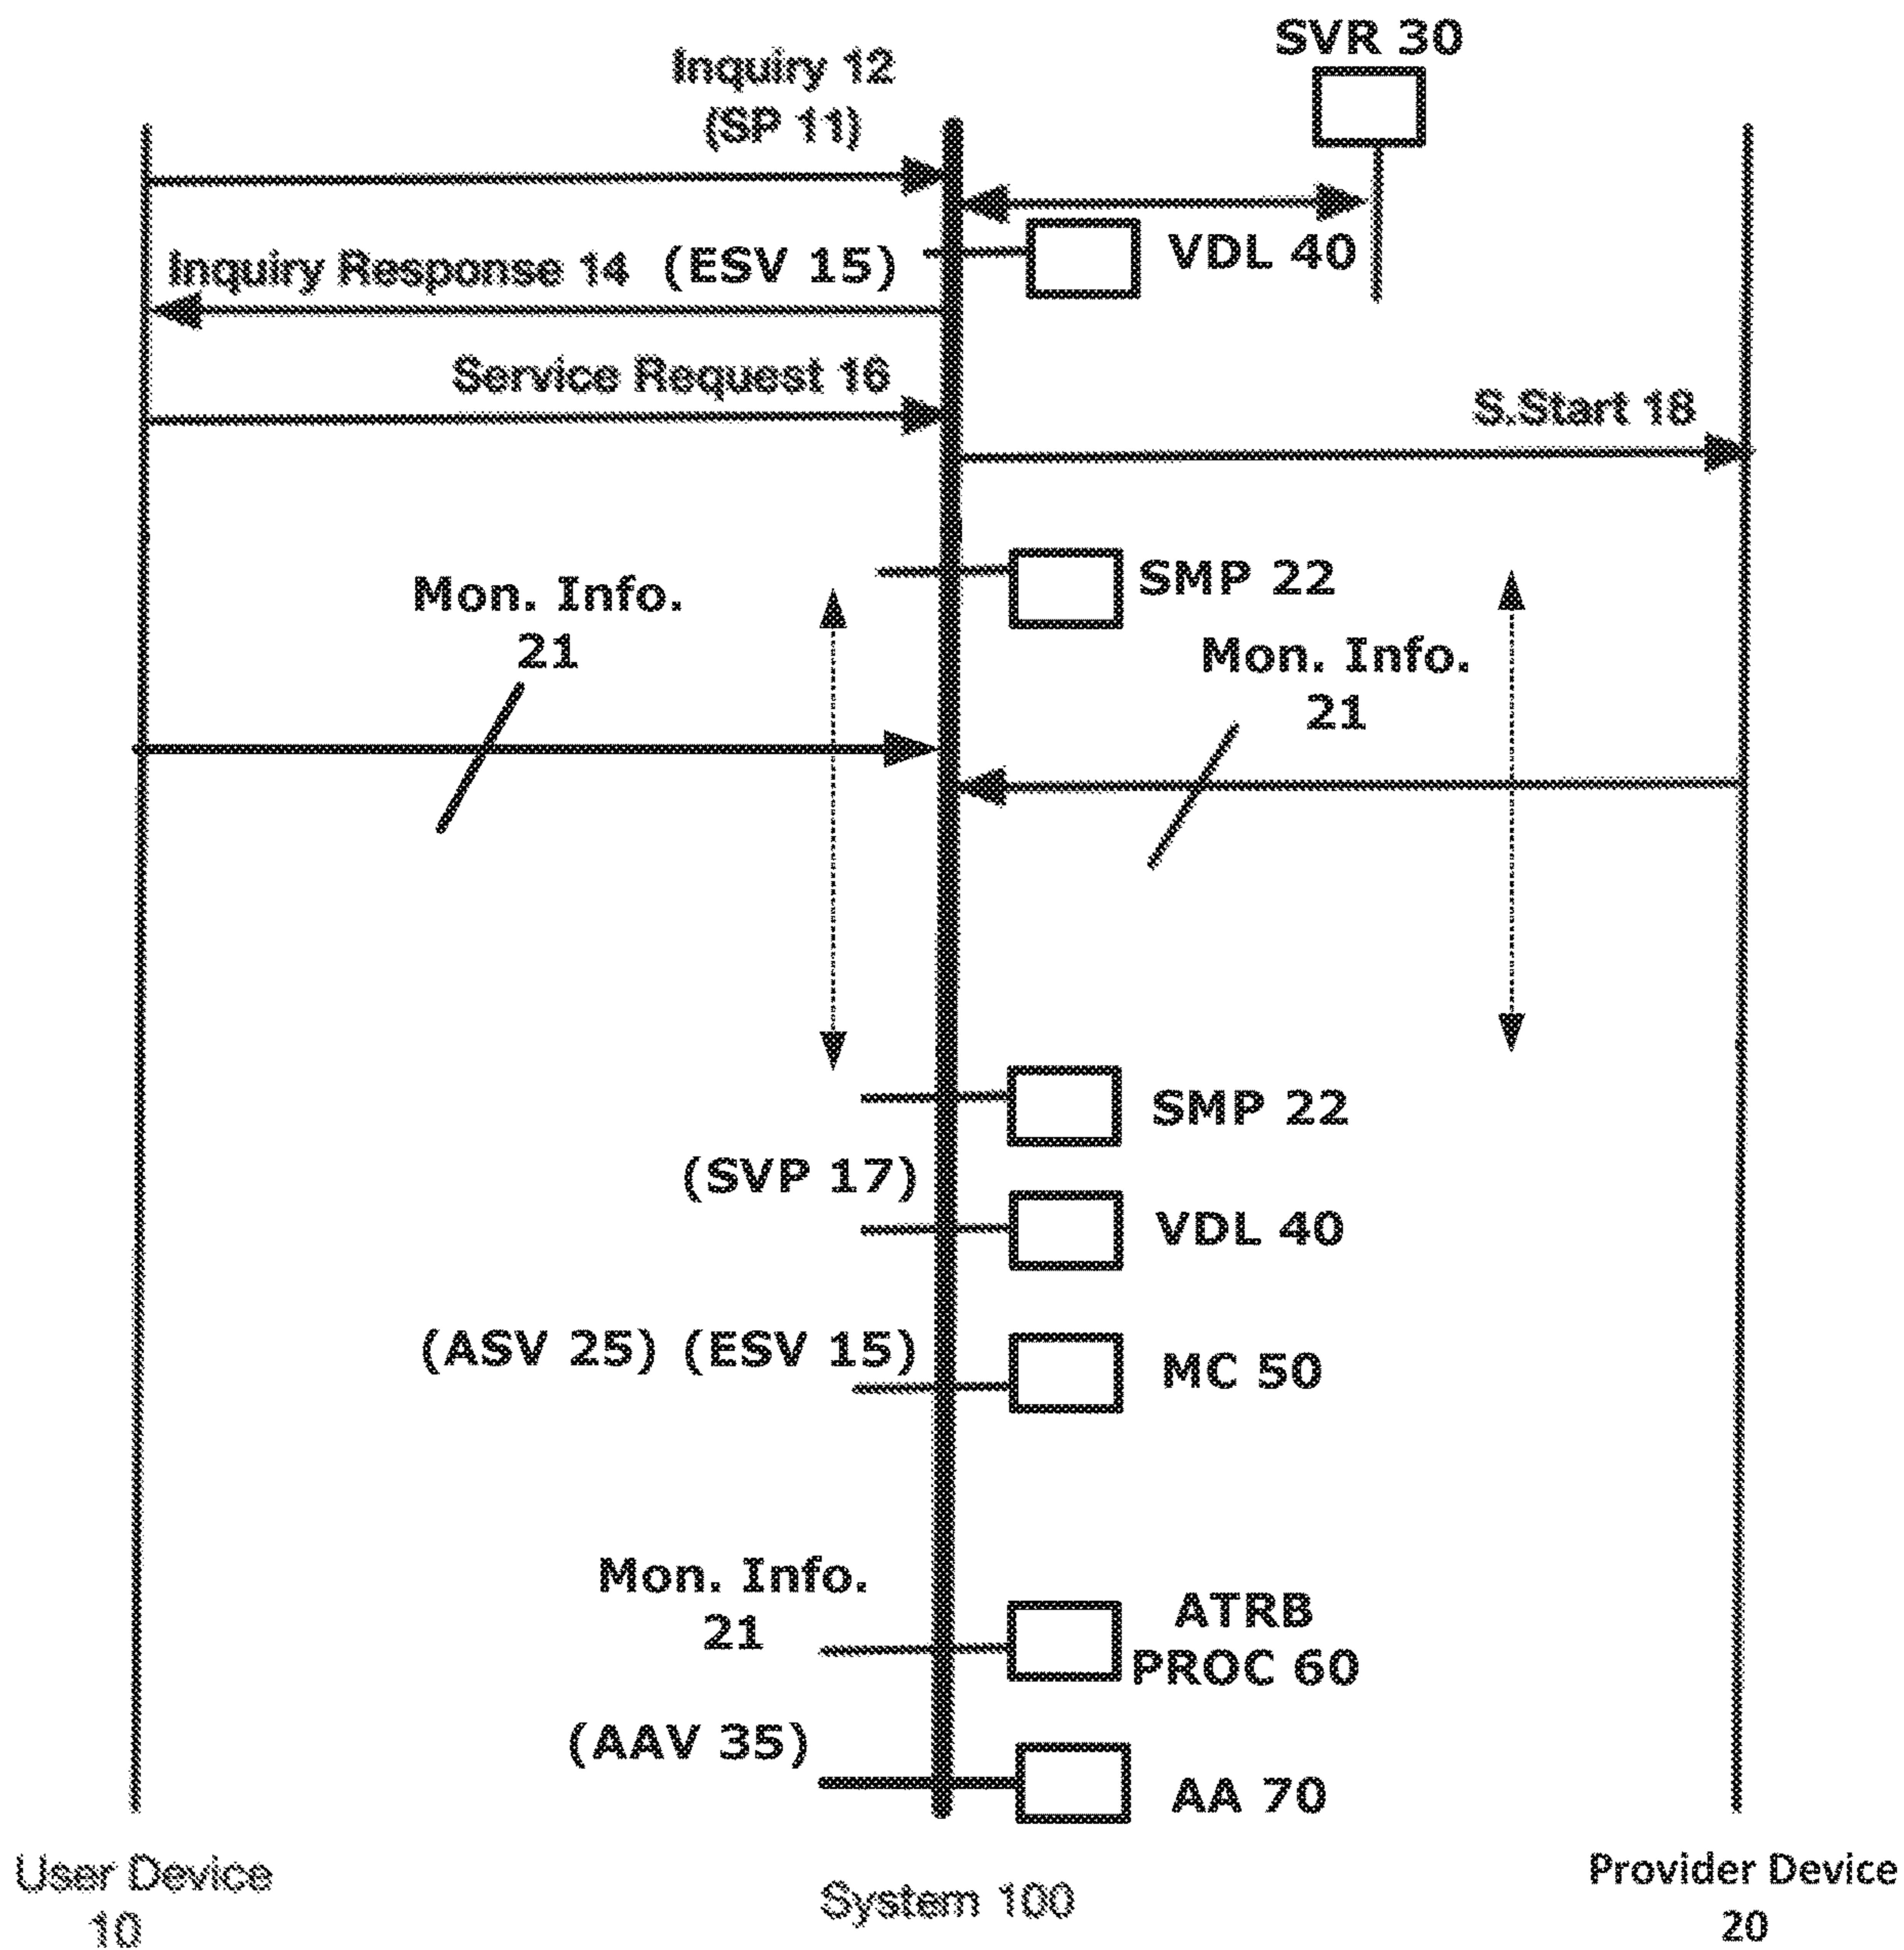 SVR 30
Inquiry 12
(SP 11)
VDL 40
Inquiry Response 14 (ESV 15)
Service Request 16
S.Start 18
SMP 22
Mon. Info.
21
Mon. Info.
21
SMP 22
(SVP 17)
VDL 40
(ASV 25) (ESV 15)
MC 50
Mon. Info.
21
ATRB
PROC 60
(AAV 35)
AA 70
User Device
10
System 100
Provider Device
20